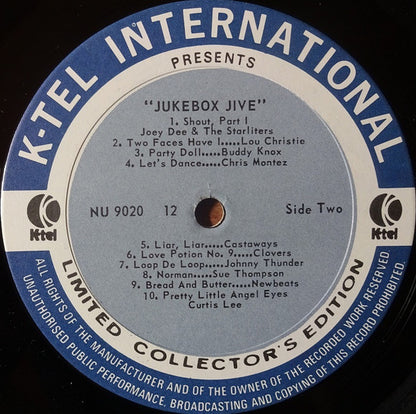 K-TEL INTERNATIONAL
PRESENTS
"JUKEBOX JIVE"
1. Shout, Part I
Joey Dee & The Starliters
2. Two Faces Have I.....Lou Christie
3. Party Doll.....Buddy Knox
4. Let's Dance.....Chris Montez
NU 9020 12 Side Two
K-tel K-tel
5. Liar, Liar.....Castaways
6. Love Potion No. 9.....Clovers
7. Loop De Loop.....Johnny Thunder
8. Norman.....Sue Thompson
9. Bread And Butter.....Newbeats
10. Pretty Little Angel Eyes
Curtis Lee
LIMITED COLLECTOR'S EDITION
ALL RIGHTS OF THE MANUFACTURER AND OF THE OWNER OF THE RECORDED WORK RESERVED
UNAUTHORISED PUBLIC PERFORMANCE, BROADCASTING AND COPYING OF THIS RECORD PROHIBITED.